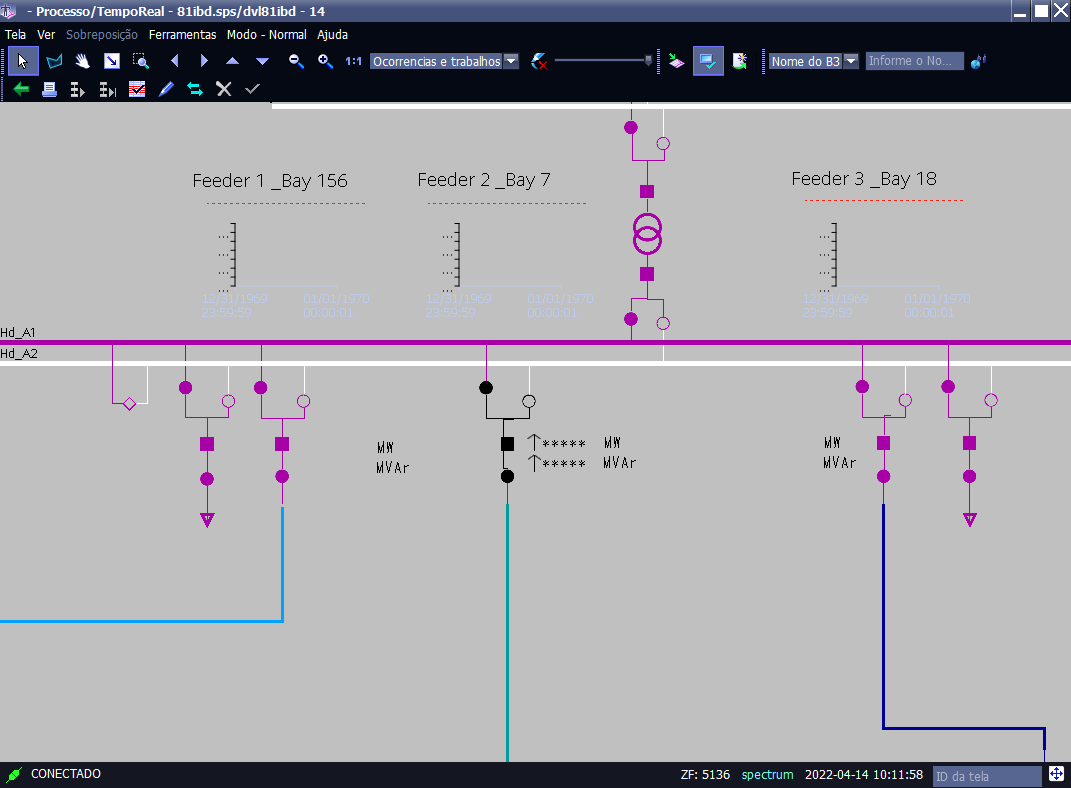 - Processo/TempoReal - 81ibd.sps/dvl81ibd - 14
Tela Ver Sobreposição Ferramentas Modo - Normal Ajuda
1:1 Ocorrencias e trabalhos Nome do B3 Informe o No...
Feeder 1 _Bay 156 Feeder 2 _Bay 7 Feeder 3 _Bay 18
12/31/1969 01/01/1970 12/31/1969 01/01/1970 12/31/1969 01/01/1970
23:59:59 00:00:01 23:59:59 00:00:01 23:59:59 00:00:01
Hd_A1
Hd_A2
MW ***** MW MW
MVAr ***** MVAr MVAr
CONECTADO ZF: 5136 spectrum 2022-04-14 10:11:58 ID da tela